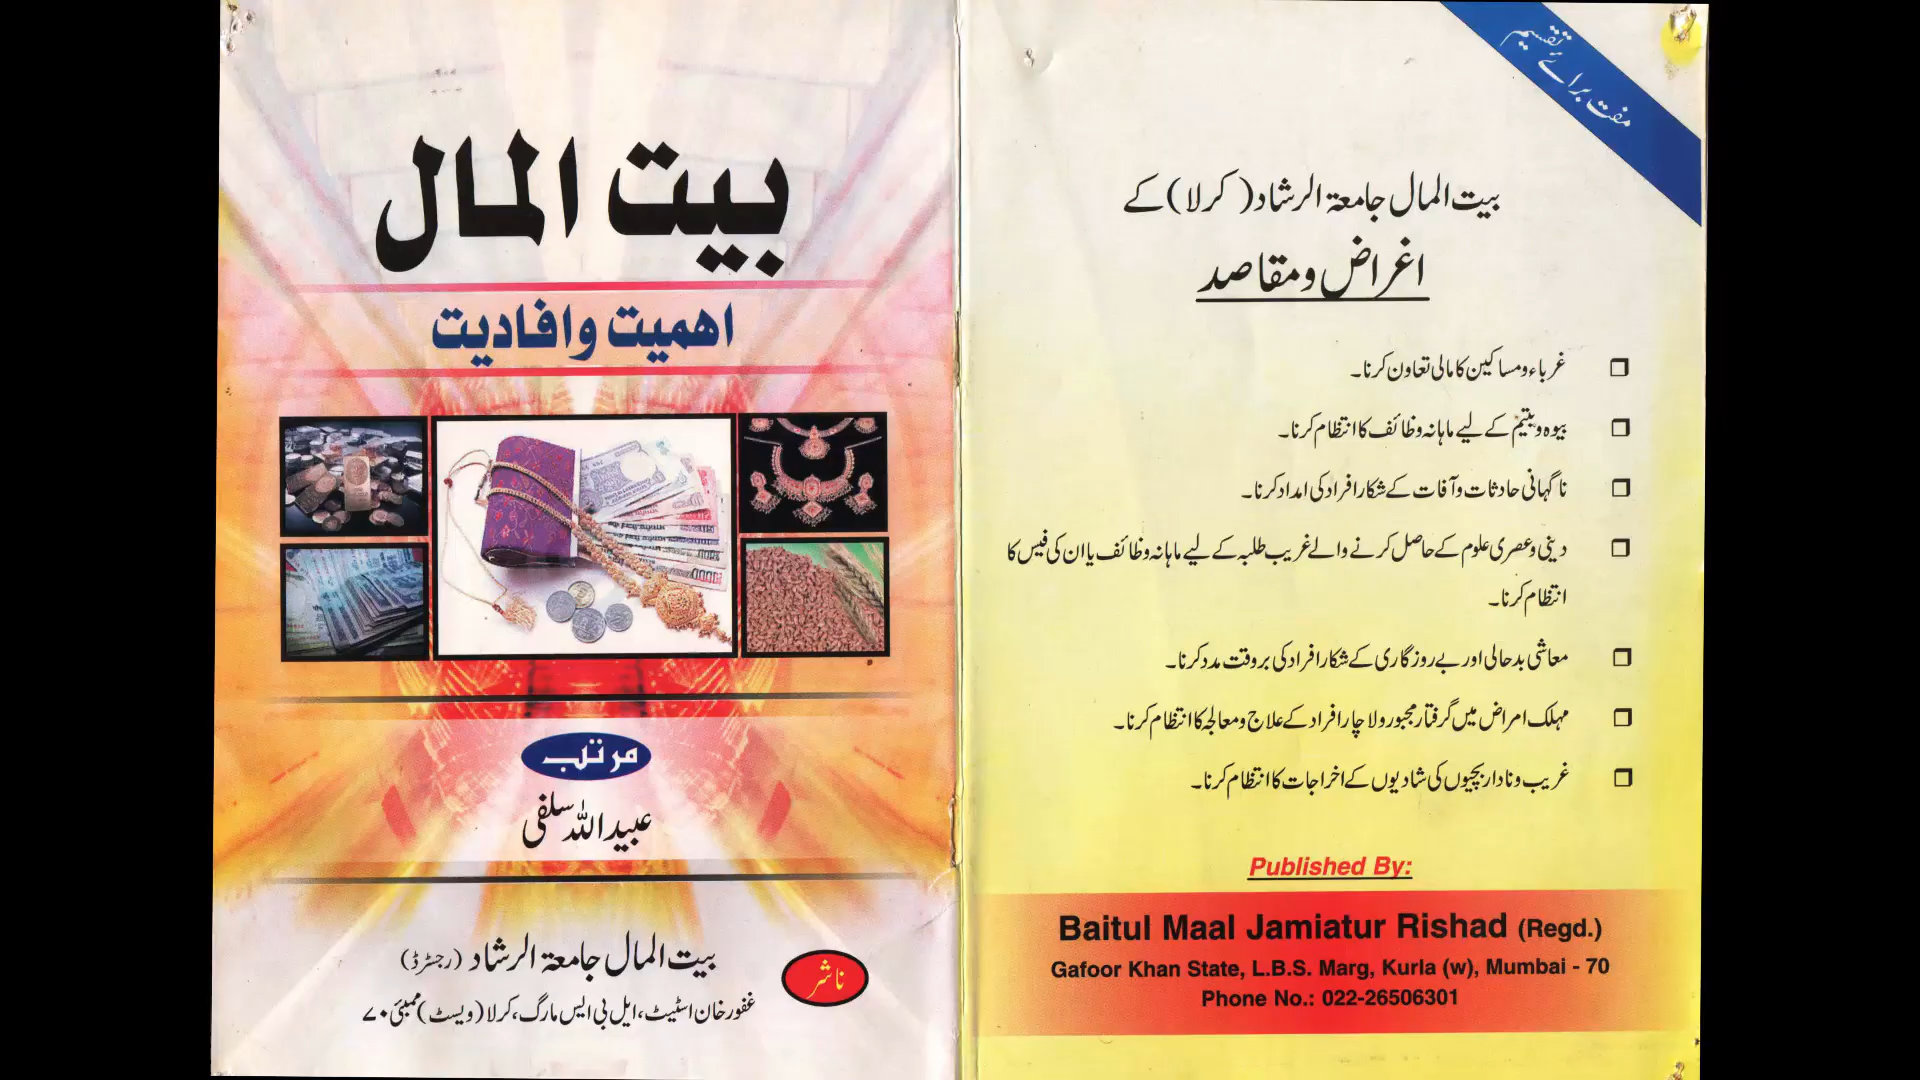 بیت المال
اہمیت وافادیت
مرتب
عبیداللہ سلفی
ناشر
بیت المال جامعۃ الرشاد (رجسٹرڈ)
غفور خان اسٹیٹ، ایل بی ایس مارگ، کرلا (ویسٹ) ممبئی ۷۰
مفت برائے تقسیم
بیت المال جامعۃ الرشاد (کرلا) کے
اغراض ومقاصد
❒ غرباء ومساکین کا مالی تعاون کرنا۔
❒ بیوہ ویتیم کے لیے ماہانہ وظائف کا انتظام کرنا۔
❒ ناگہانی حادثات وآفات کے شکار افراد کی امداد کرنا۔
❒ دینی وعصری علوم کے حاصل کرنے والے غریب طلبہ کے لیے ماہانہ وظائف یا ان کی فیس کا
انتظام کرنا۔
❒ معاشی بدحالی اور بے روزگاری کے شکار افراد کی بروقت مدد کرنا۔
❒ مہلک امراض میں گرفتار مجبور ولاچار افراد کے علاج ومعالجہ کا انتظام کرنا۔
❒ غریب ونادار بچیوں کی شادیوں کے اخراجات کا انتظام کرنا۔
Published By:
Baitul Maal Jamiatur Rishad (Regd.)
Gafoor Khan State, L.B.S. Marg, Kurla (w), Mumbai - 70
Phone No.: 022-26506301